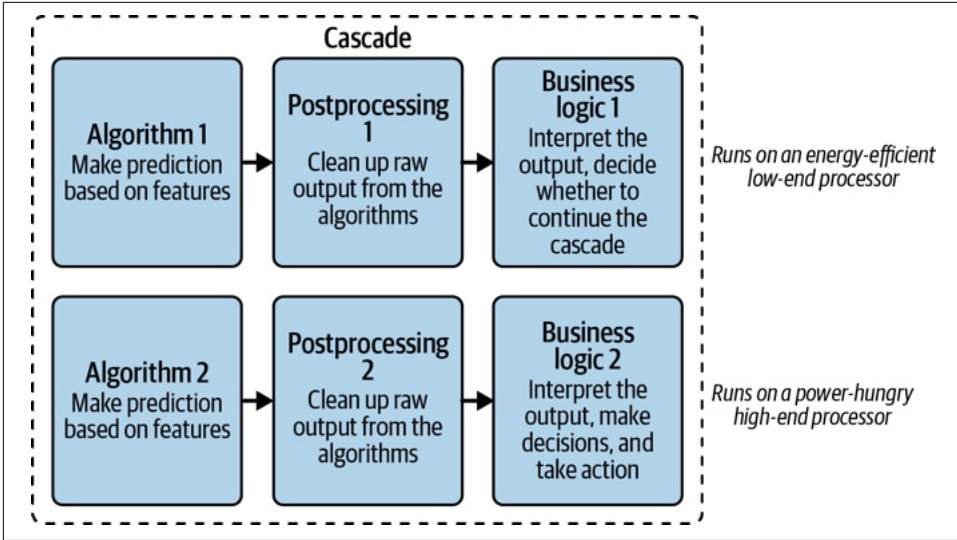 Cascade
Algorithm 1
Make prediction
based on features
Postprocessing
1
Clean up raw
output from the
algorithms
Business
logic 1
Interpret the
output, decide
whether to
continue the
cascade
Runs on an energy-efficient
low-end processor
Algorithm 2
Make prediction
based on features
Postprocessing
2
Clean up raw
output from the
algorithms
Business
logic 2
Interpret the
output, make
decisions, and
take action
Runs on a power-hungry
high-end processor